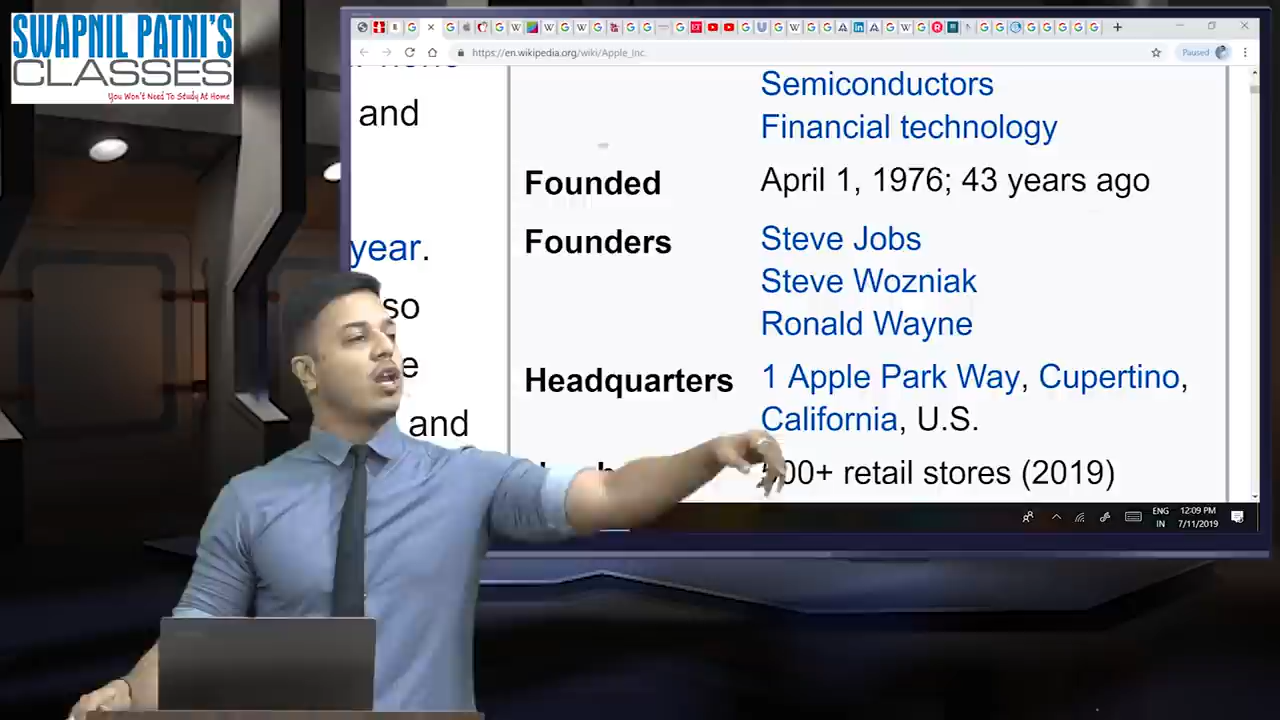 SWAPNIL PATNI'S
CLASSES
You Won't Need To Study At Home
https://en.wikipedia.org/wiki/Apple_Inc.
Paused
and
year.
so
e
and
Semiconductors
Financial technology
Founded April 1, 1976; 43 years ago
Founders Steve Jobs
Steve Wozniak
Ronald Wayne
Headquarters 1 Apple Park Way, Cupertino,
California, U.S.
00+ retail stores (2019)
ENG
IN
12:09 PM
7/11/2019